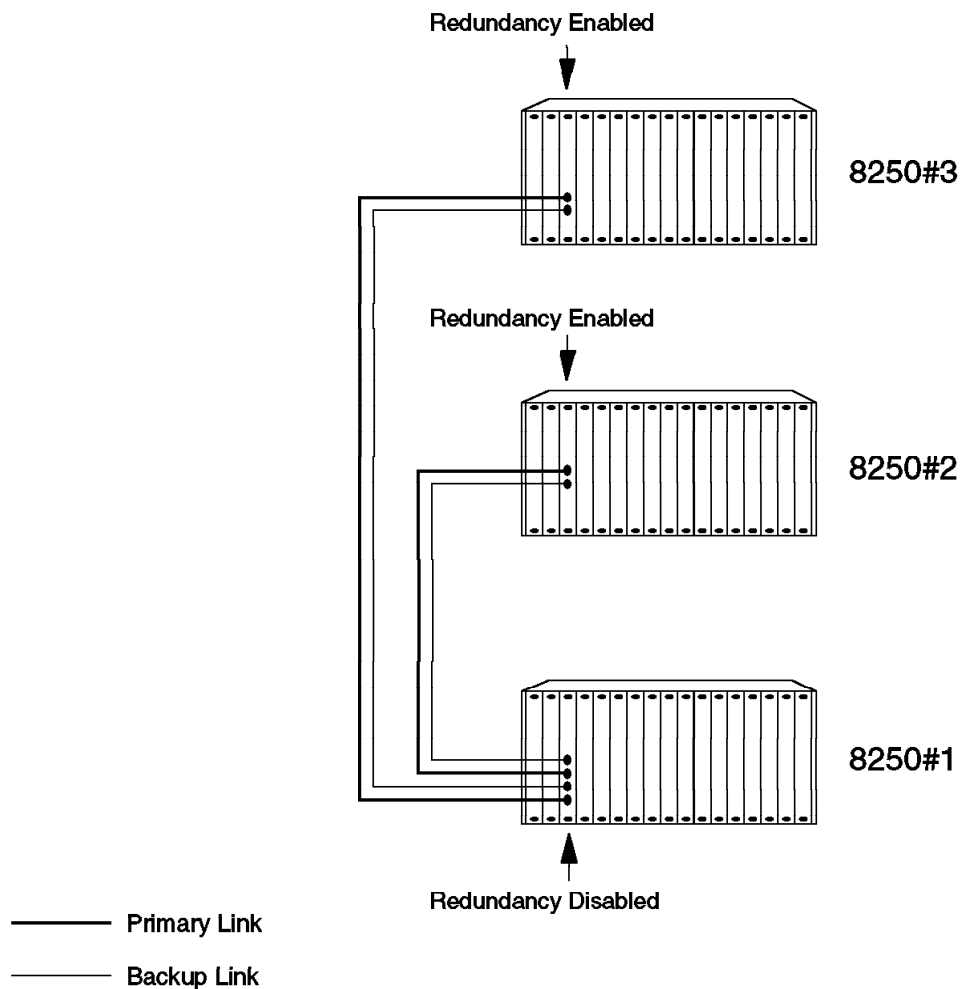 Redundancy Enabled
8250#3
Redundancy Enabled
8250#2
8250#1
Redundancy Disabled
Primary Link
Backup Link